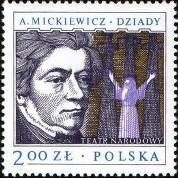 A. MICKIEWICZ • DZIADY
TEATR NARODOWY
2.00 ZŁ • POLSKA